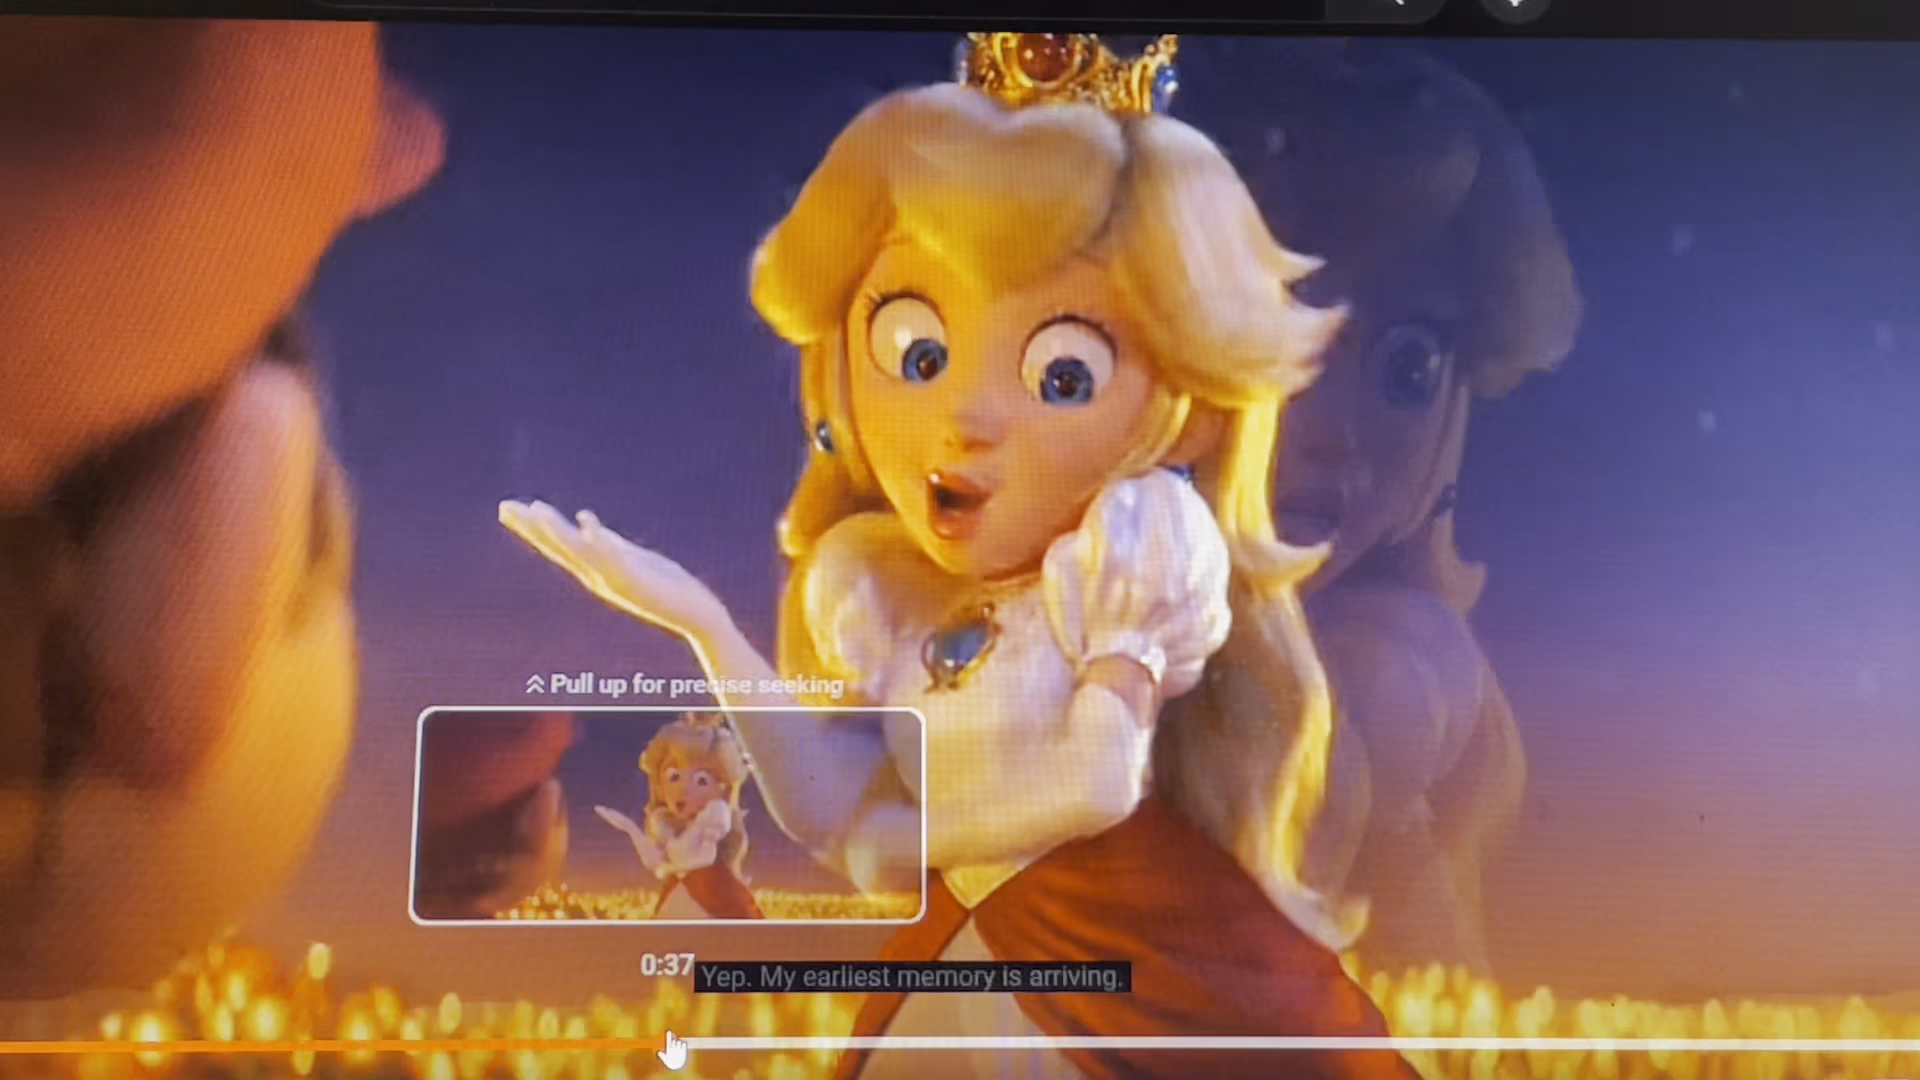 Pull up for precise seeking
0:37
Yep. My earliest memory is arriving.